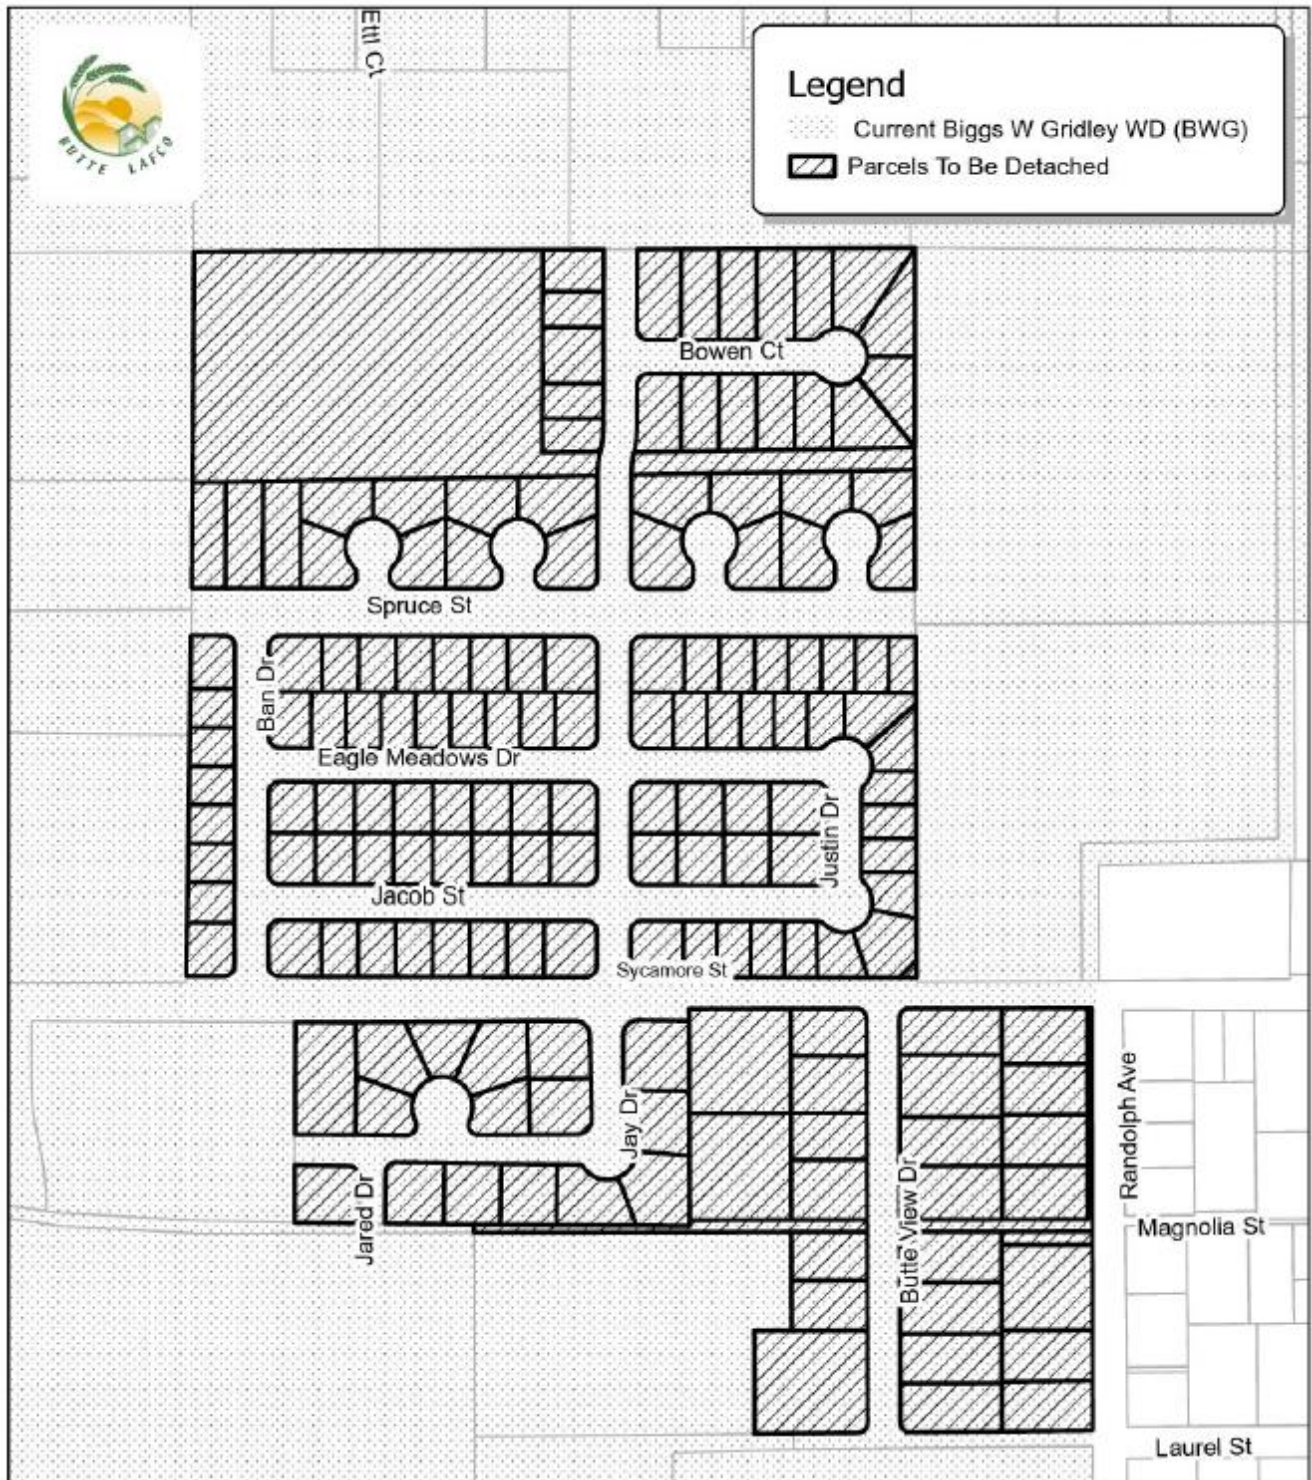 Ettl Ct
BUTTE LAFCO
Legend
Current Biggs W Gridley WD (BWG)
Parcels To Be Detached
Bowen Ct
Spruce St
Ban Dr
Eagle Meadows Dr
Justin Dr
Jacob St
Sycamore St
Jay Dr
Randolph Ave
Jared Dr
Butte View Dr
Magnolia St
Laurel St